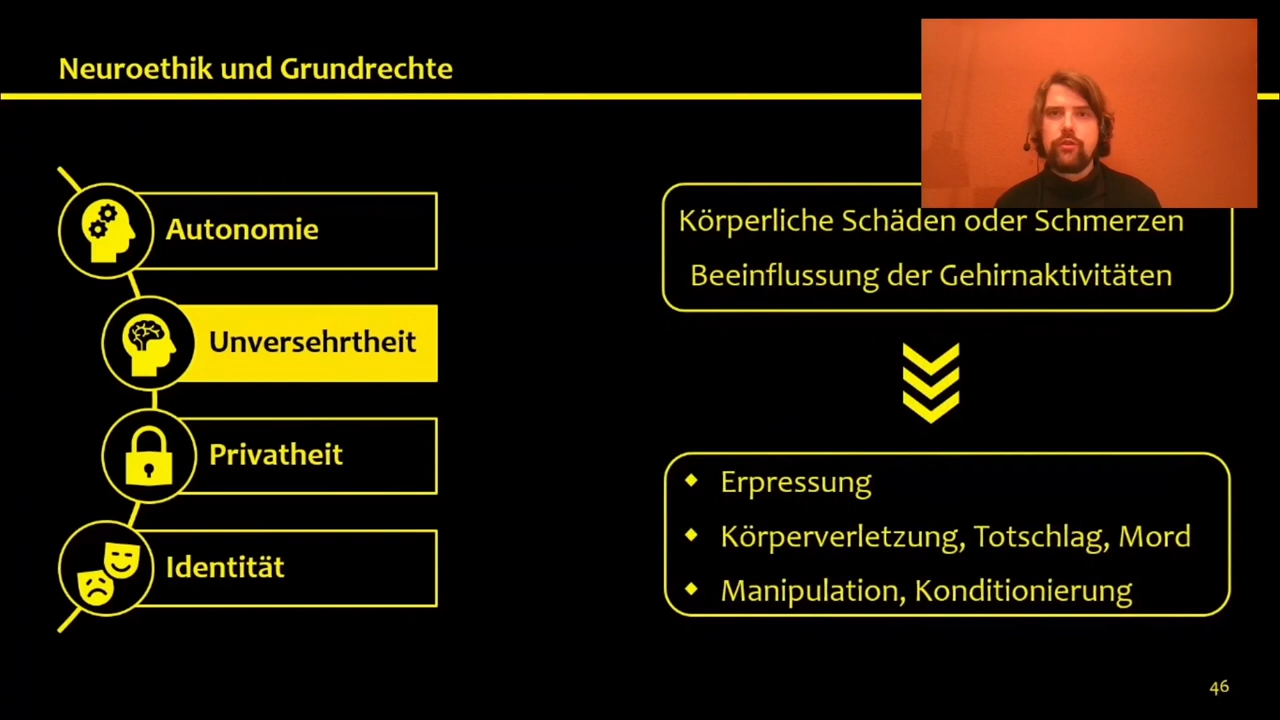 Neuroethik und Grundrechte
Autonomie
Unversehrtheit
Privatheit
Identität
Körperliche Schäden oder Schmerzen
Beeinflussung der Gehirnaktivitäten
◆ Erpressung
◆ Körperverletzung, Totschlag, Mord
◆ Manipulation, Konditionierung
46